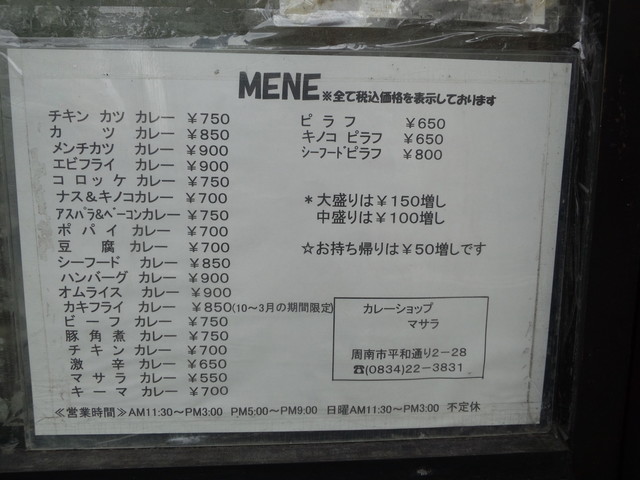 MENE ※全て税込価格を表示しております
チキン カツ カレー ￥750
カ ツ カレー ￥850
メンチカツ カレー ￥900
エビフライ カレー ￥900
コロッケ カレー ￥750
ナス＆キノコカレー ￥700
アスパラ&ベーコンカレー ￥750
ポパイ カレー ￥700
豆 腐 カレー ￥700
シーフード カレー ￥850
ハンバーグ カレー ￥900
オムライス カレー ￥900
カキフライ カレー ￥850(10～3月の期間限定)
ビーフ カレー ￥750
豚角煮 カレー ￥750
チキン カレー ￥700
激 辛 カレー ￥650
マサラ カレー ￥550
キーマ カレー ￥700
ピラフ ￥650
キノコ ピラフ ￥650
シーフードピラフ ￥800
＊大盛りは￥150増し
中盛りは￥100増し
☆お持ち帰りは￥50増しです
カレーショップ
マサラ
周南市平和通り2－28
☎(0834)22－3831
≪営業時間≫AM11:30～PM3:00 PM5:00～PM9:00 日曜AM11:30～PM3:00 不定休